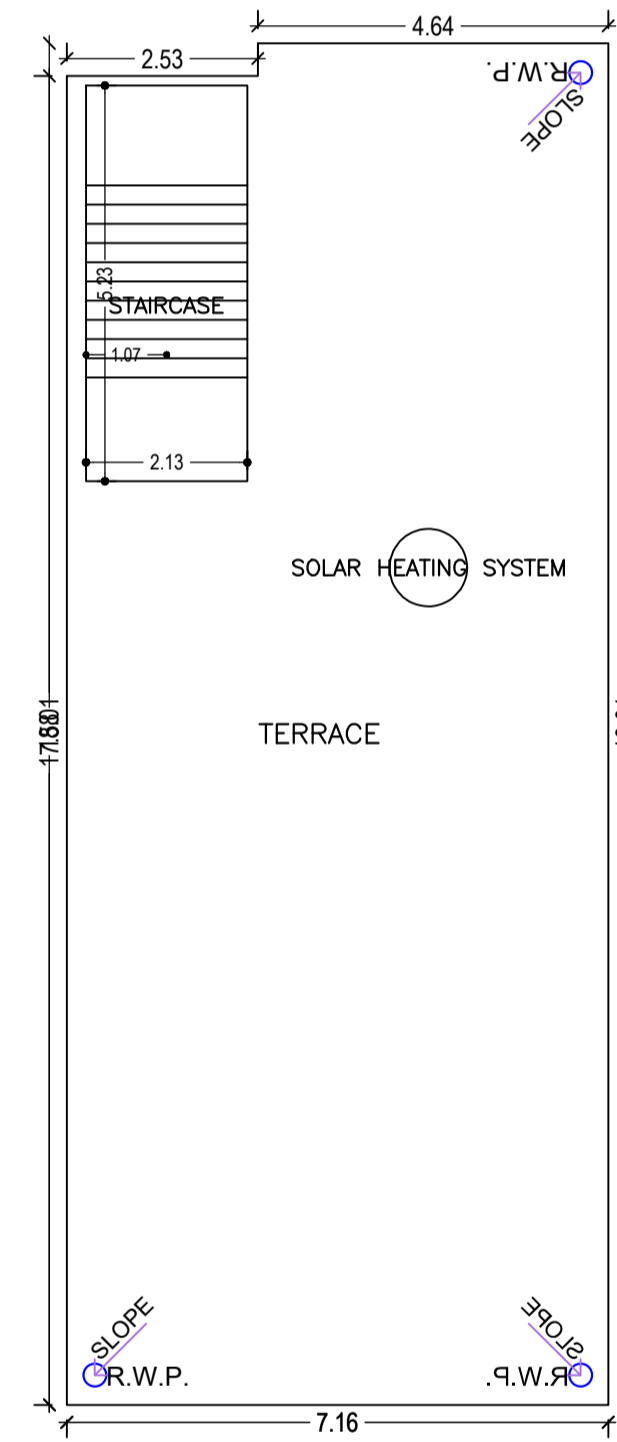 4.64
2.53
R.W.P.
SLOPE
5.23
STAIRCASE
1.07
2.13
SOLAR HEATING SYSTEM
TERRACE
SLOPE
SLOPE
R.W.P.
R.W.P.
7.16